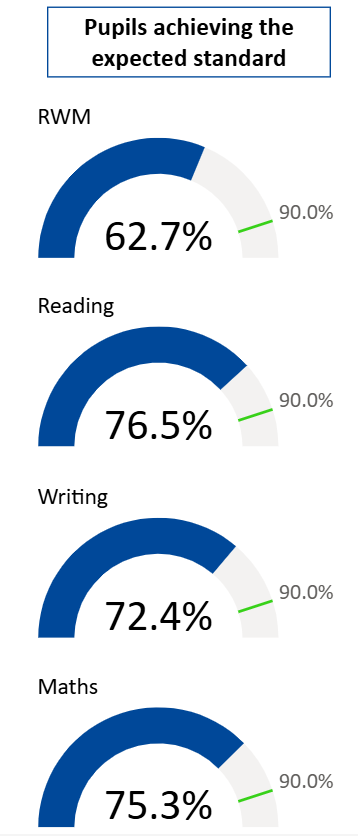 Pupils achieving the
expected standard
RWM
90.0%
62.7%
Reading
90.0%
76.5%
Writing
90.0%
72.4%
Maths
90.0%
75.3%